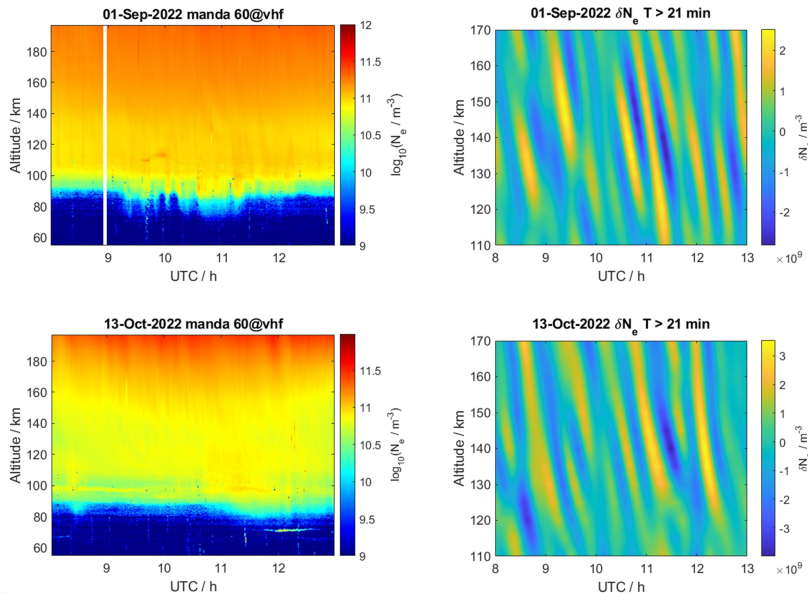 01-Sep-2022 manda 60@vhf
180
160
140
120
100
80
60
Altitude / km
9 10 11 12
UTC / h
12
11.5
11
10.5
10
9.5
9
log10(Ne / m-3)
01-Sep-2022 δNe T > 21 min
170
160
150
140
130
120
110
Altitude / km
8 9 10 11 12 13
UTC / h
2
1
0
-1
-2
× 10^9
δN- / m-3
13-Oct-2022 manda 60@vhf
180
160
140
120
100
80
60
Altitude / km
9 10 11 12
UTC / h
12
11.5
11
10.5
10
9.5
9
log10(Ne / m-3)
13-Oct-2022 δNe T > 21 min
170
160
150
140
130
120
110
Altitude / km
8 9 10 11 12 13
UTC / h
3
2
1
0
-1
-2
-3
× 10^9
δN- / m-3